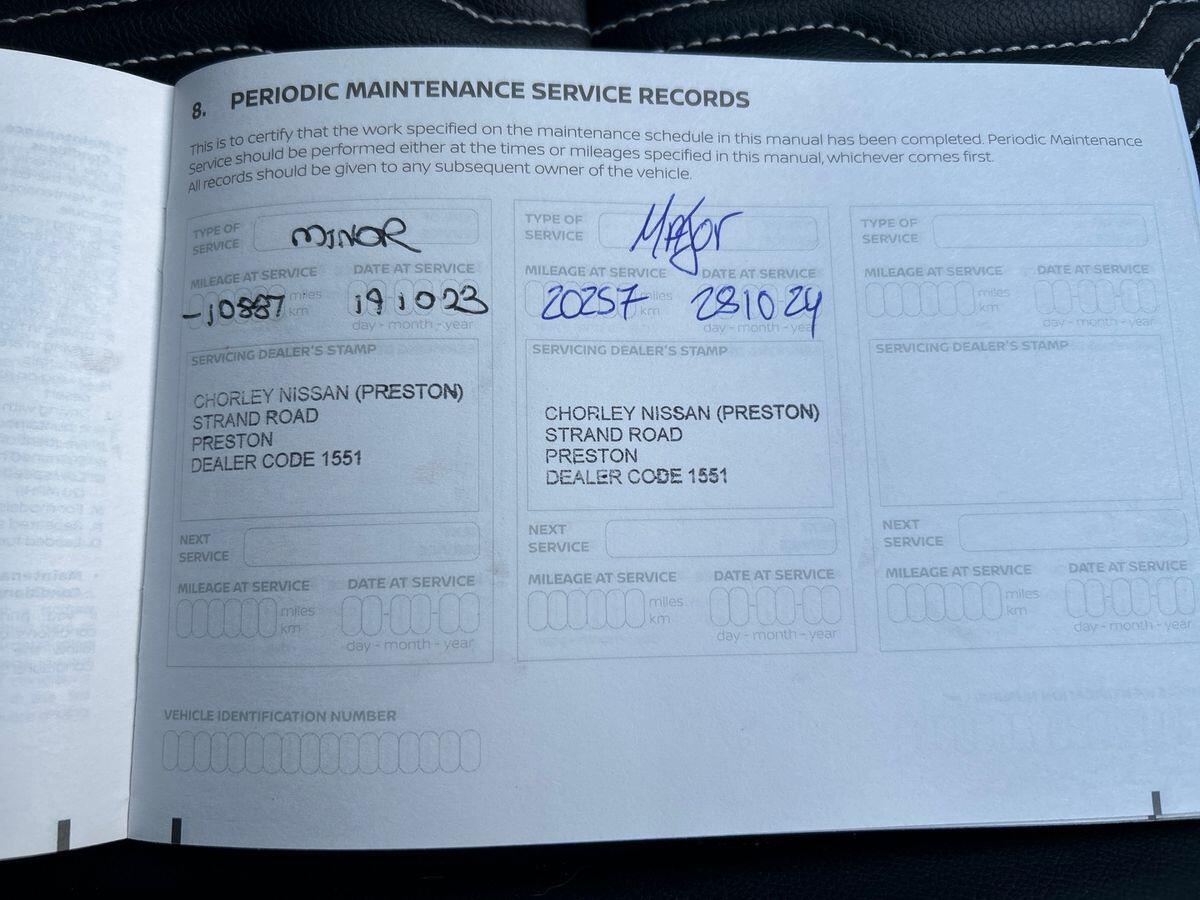 8. PERIODIC MAINTENANCE SERVICE RECORDS
This is to certify that the work specified on the maintenance schedule in this manual has been completed. Periodic Maintenance
Service should be performed either at the times or mileages specified in this manual, whichever comes first.
All records should be given to any subsequent owner of the vehicle.
TYPE OF
SERVICE
MINOR
MILEAGE AT SERVICE
DATE AT SERVICE
-10887
miles
km
19 10 23
day - month - year
SERVICING DEALER'S STAMP
CHORLEY NISSAN (PRESTON)
STRAND ROAD
PRESTON
DEALER CODE 1551
NEXT
SERVICE
MILEAGE AT SERVICE
DATE AT SERVICE
miles
km
day - month - year
TYPE OF
SERVICE
MAjor
MILEAGE AT SERVICE
DATE AT SERVICE
20257
miles
km
28 10 24
day - month - year
SERVICING DEALER'S STAMP
CHORLEY NISSAN (PRESTON)
STRAND ROAD
PRESTON
DEALER CODE 1551
NEXT
SERVICE
MILEAGE AT SERVICE
DATE AT SERVICE
miles
km
day - month - year
TYPE OF
SERVICE
MILEAGE AT SERVICE
DATE AT SERVICE
miles
km
day - month - year
SERVICING DEALER'S STAMP
NEXT
SERVICE
MILEAGE AT SERVICE
DATE AT SERVICE
miles
km
day - month - year
VEHICLE IDENTIFICATION NUMBER